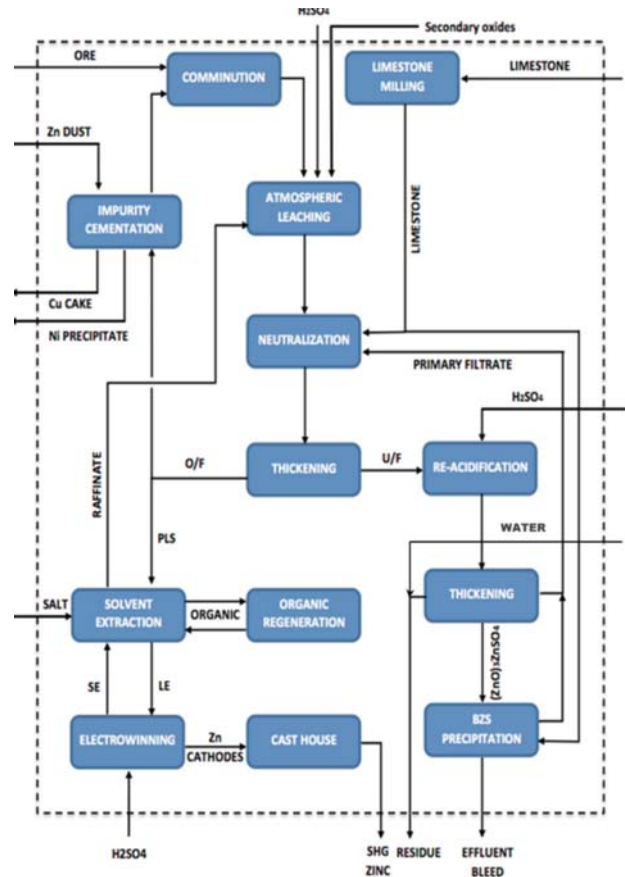 H₂SO₄
Secondary oxides
ORE
COMMINUTION
LIMESTONE
MILLING
LIMESTONE
Zn DUST
IMPURITY
CEMENTATION
ATMOSPHERIC
LEACHING
LIMESTONE
Cu CAKE
Ni PRECIPITATE
NEUTRALIZATION
PRIMARY FILTRATE
H₂SO₄
RAFFINATE
O/F
THICKENING
U/F
RE-ACIDIFICATION
WATER
PLS
SALT
SOLVENT
EXTRACTION
ORGANIC
ORGANIC
REGENERATION
THICKENING
(ZnO)₃ZnSO₄
SE
LE
ELECTROWINNING
Zn
CATHODES
CAST HOUSE
BZS
PRECIPITATION
H2SO4
SHG
ZINC
RESIDUE
EFFLUENT
BLEED